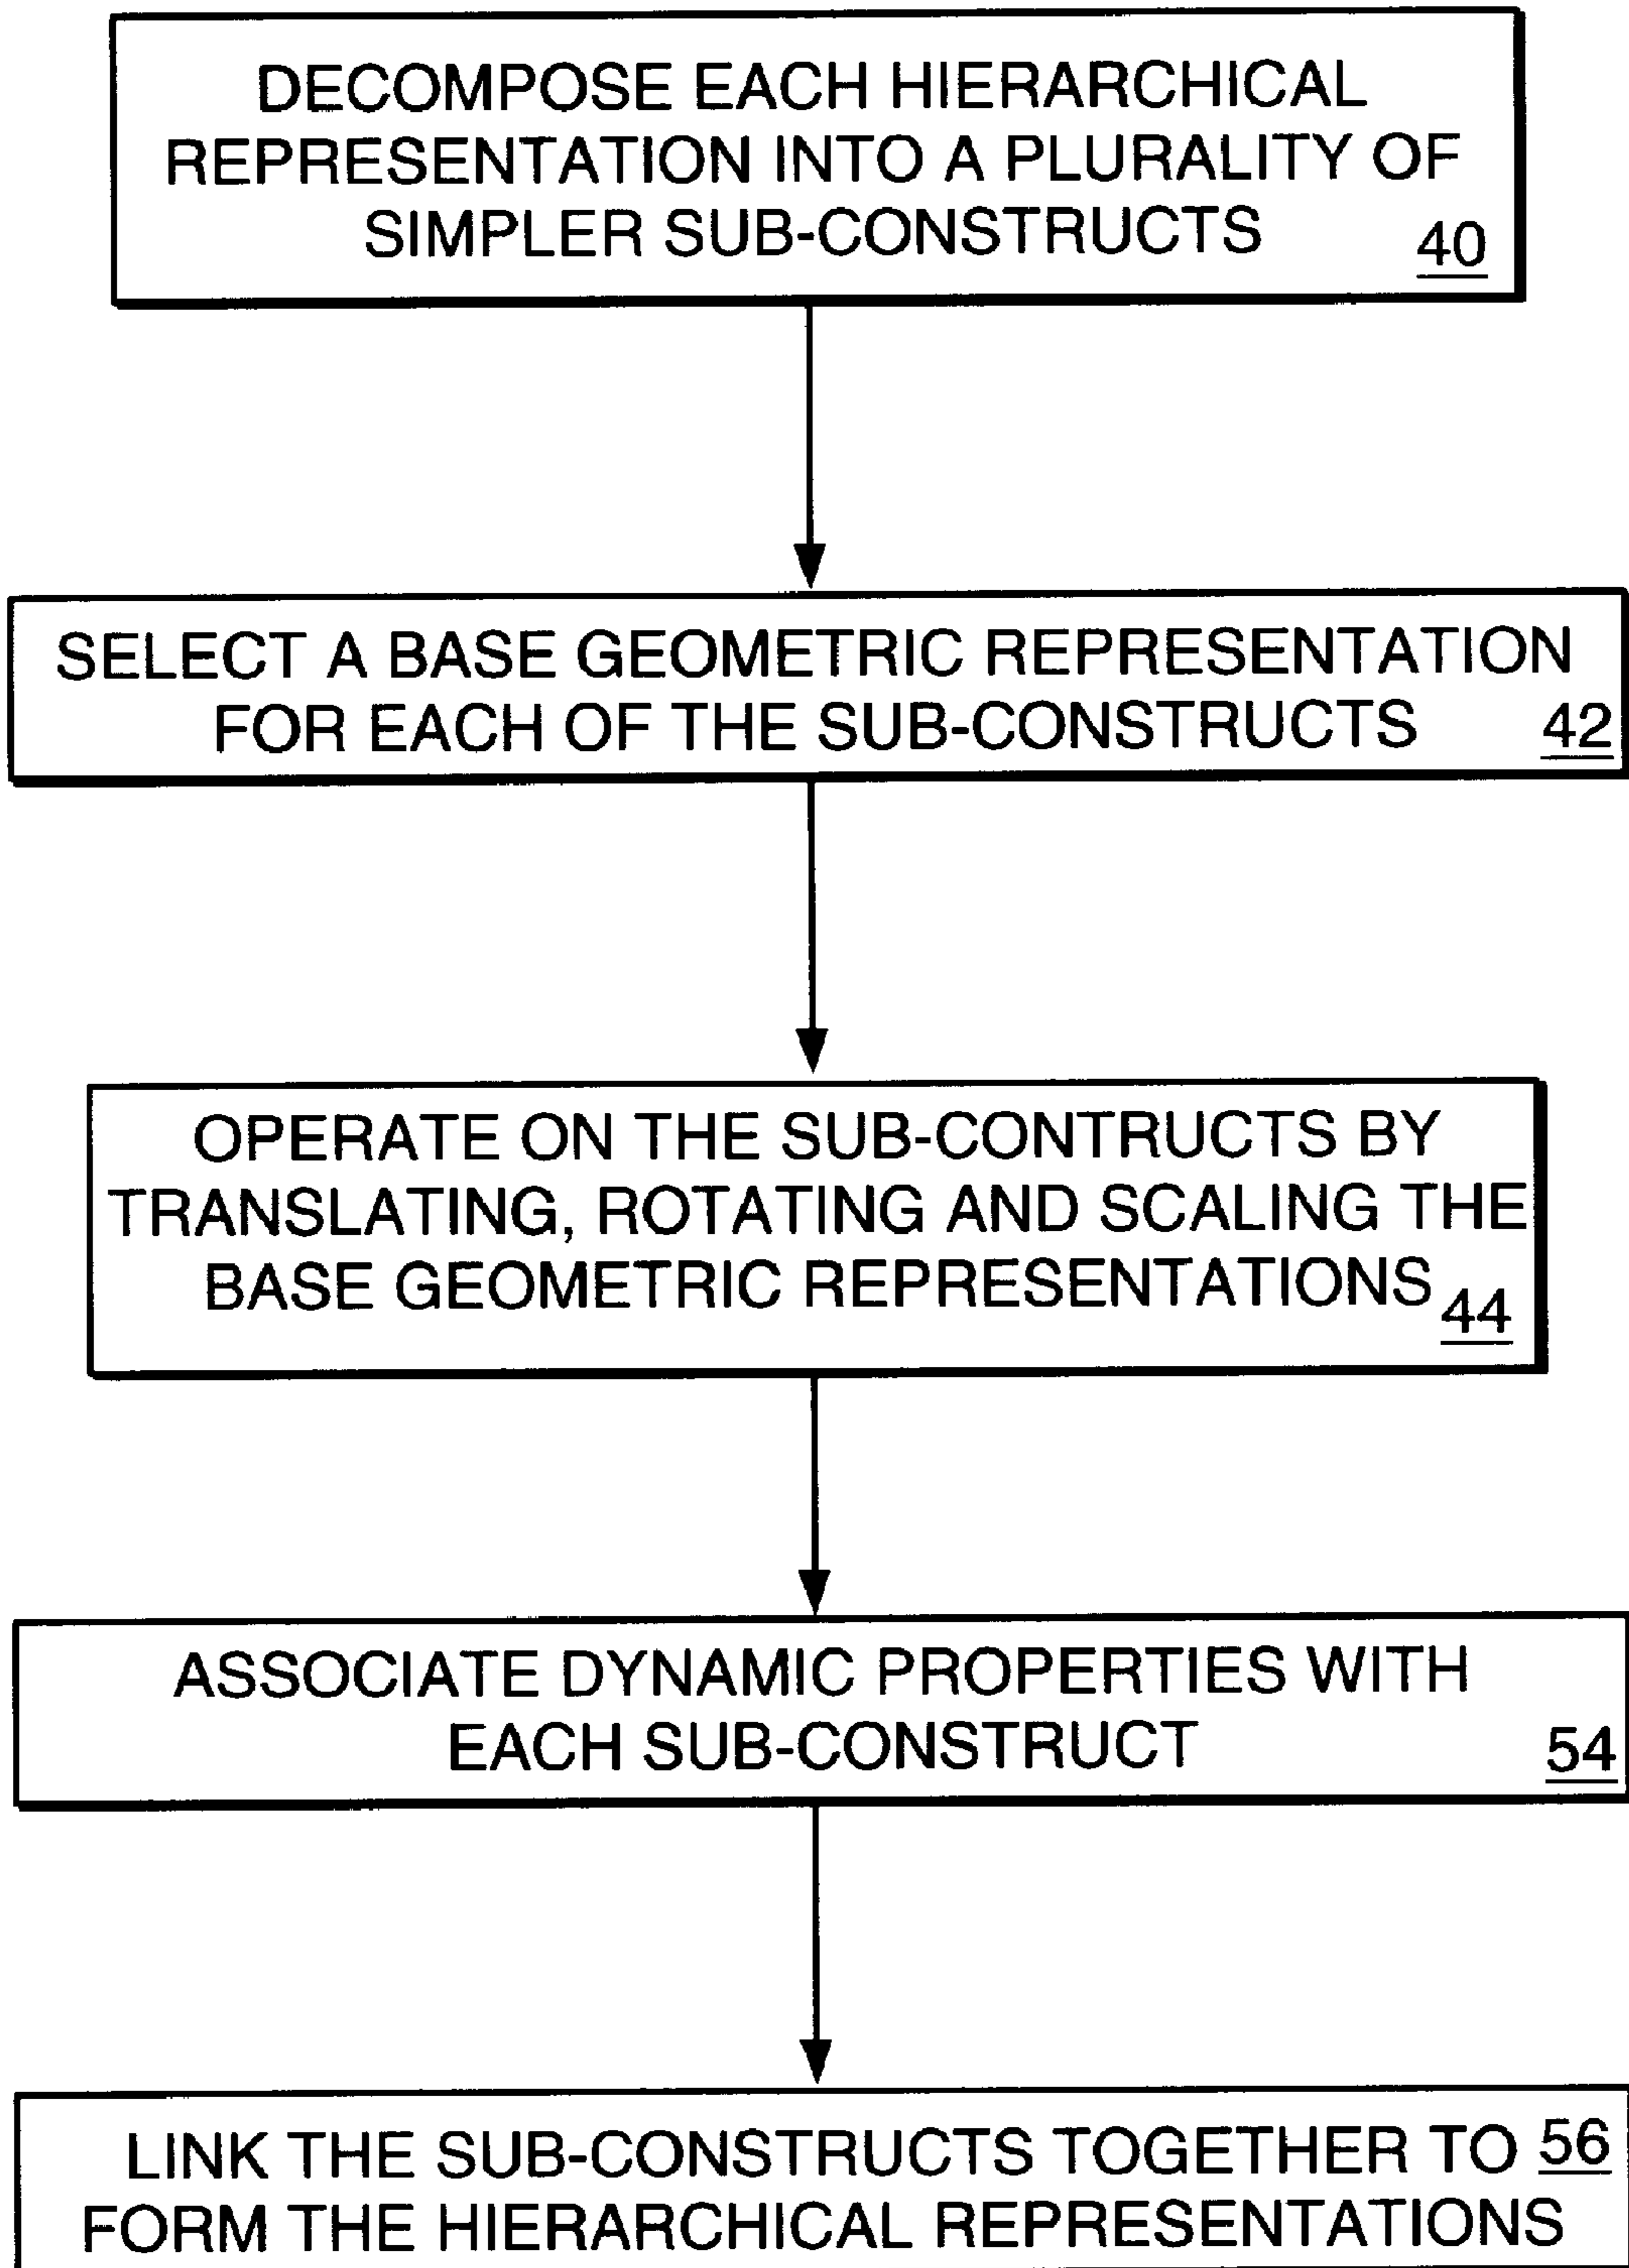 DECOMPOSE EACH HIERARCHICAL
REPRESENTATION INTO A PLURALITY OF
SIMPLER SUB-CONSTRUCTS 40
SELECT A BASE GEOMETRIC REPRESENTATION
FOR EACH OF THE SUB-CONSTRUCTS 42
OPERATE ON THE SUB-CONTRUCTS BY
TRANSLATING, ROTATING AND SCALING THE
BASE GEOMETRIC REPRESENTATIONS 44
ASSOCIATE DYNAMIC PROPERTIES WITH
EACH SUB-CONSTRUCT 54
LINK THE SUB-CONSTRUCTS TOGETHER TO 56
FORM THE HIERARCHICAL REPRESENTATIONS